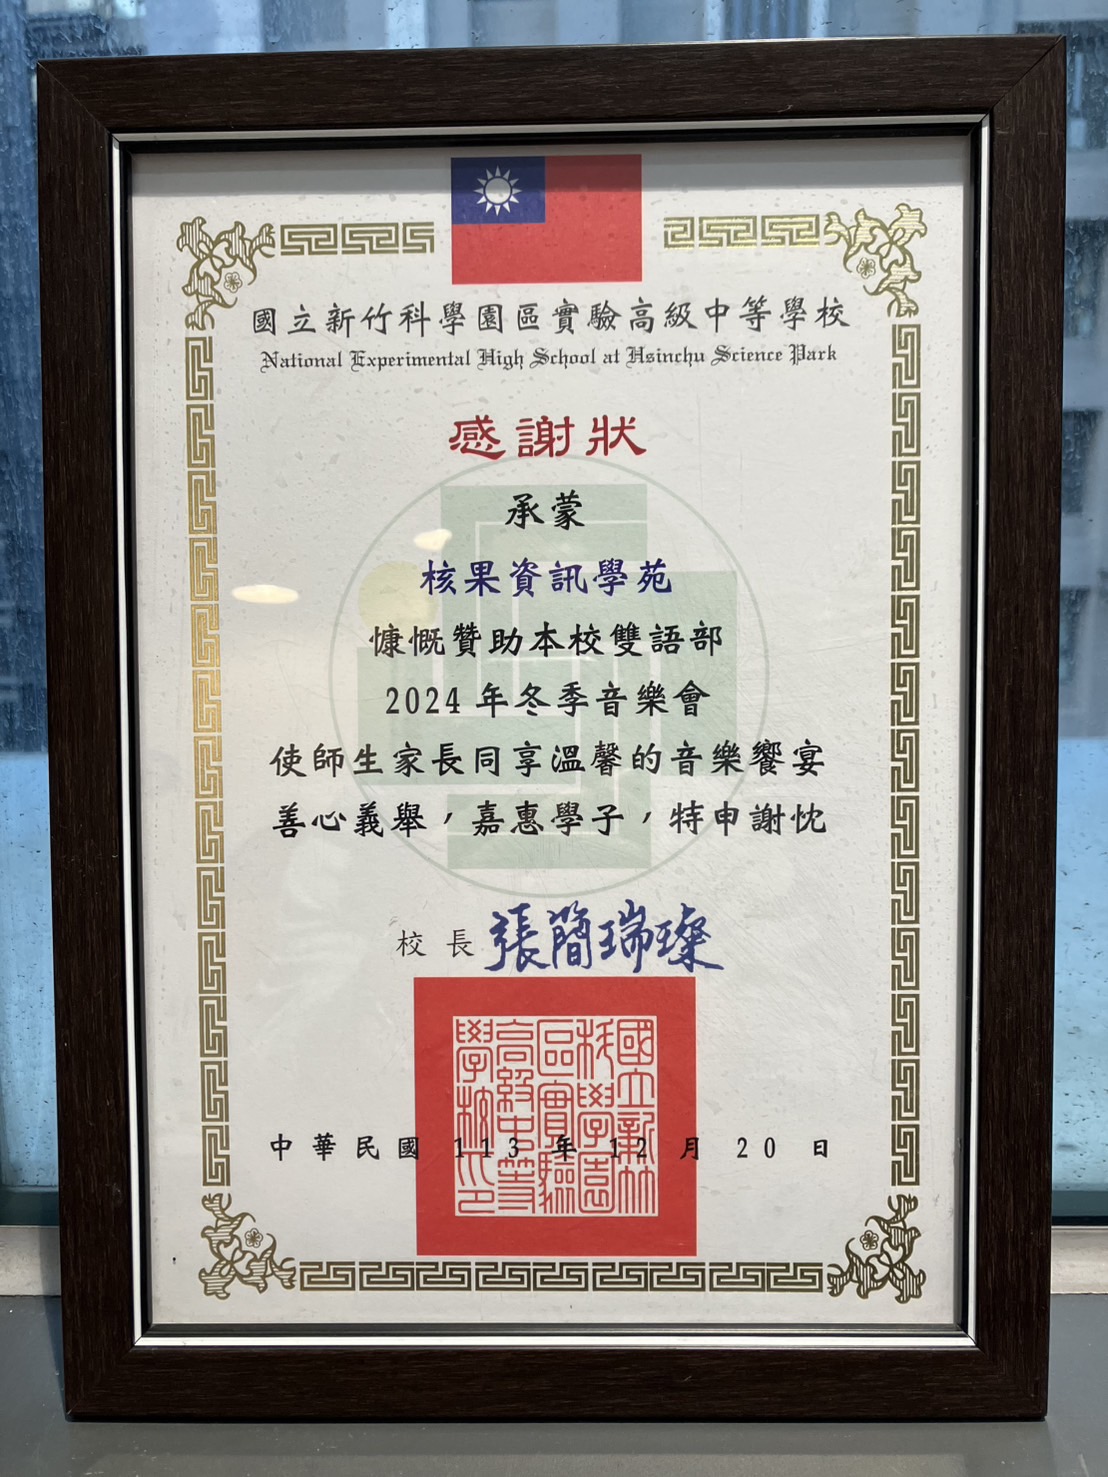 國立新竹科學園區實驗高級中等學校
National Experimental High School at Hsinchu Science Park
感謝狀
承蒙
核果資訊學苑
慷慨贊助本校雙語部
2024 年冬季音樂會
使師生家長同享溫馨的音樂饗宴
善心義舉，嘉惠學子，特申謝忱
校長 張簡瑞璨
國立新竹
科學園
區實驗
高級中等
學校印
中華民國 113 年 12 月 20 日